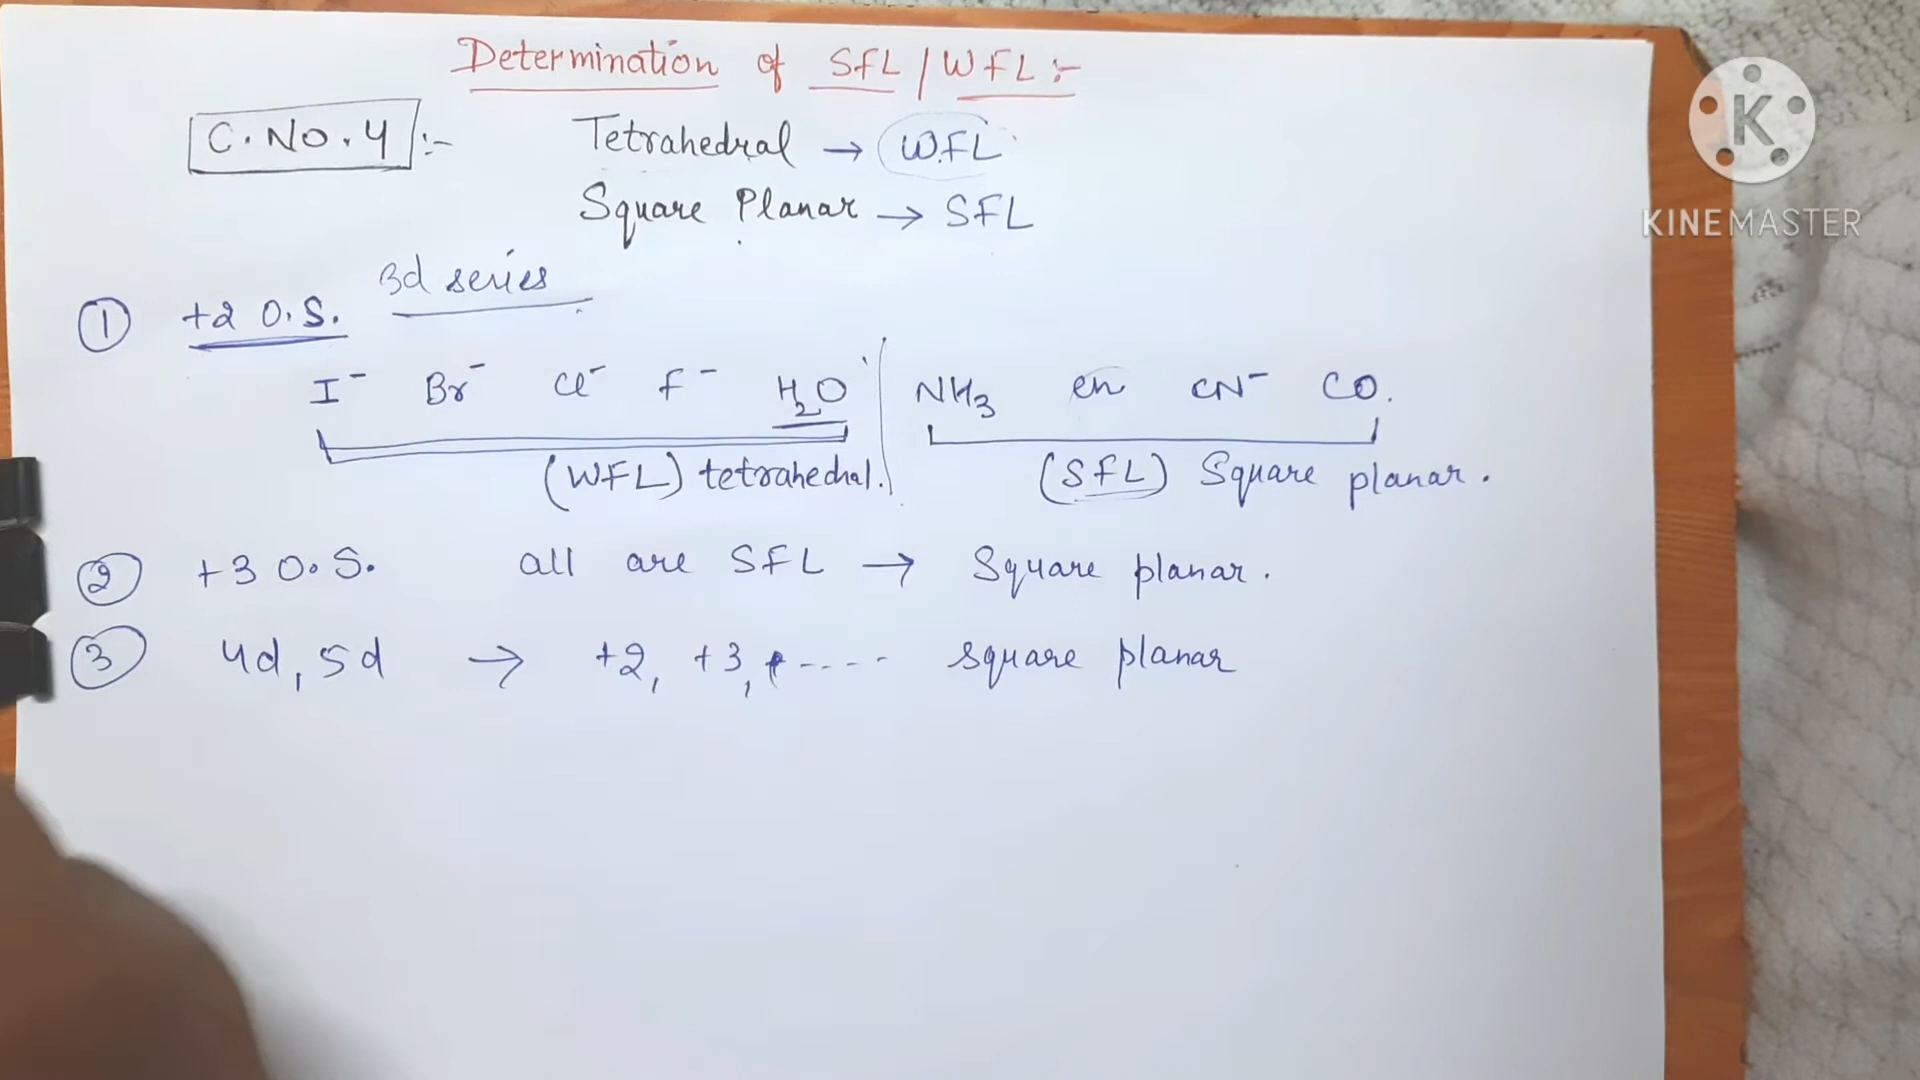 Determination of SFL / WFL :-
C.No.4 :- Tetrahedral → WFL
Square Planar → SFL
3d series
① +2 O.S.
I⁻ Br⁻ Cl⁻ F⁻ H₂O NH₃ en CN⁻ CO.
(WFL) tetrahedral. (SFL) Square planar.
② +3 O.S. all are SFL → Square planar.
③ 4d, 5d → +2, +3, ---- square planar
K
KINEMASTER